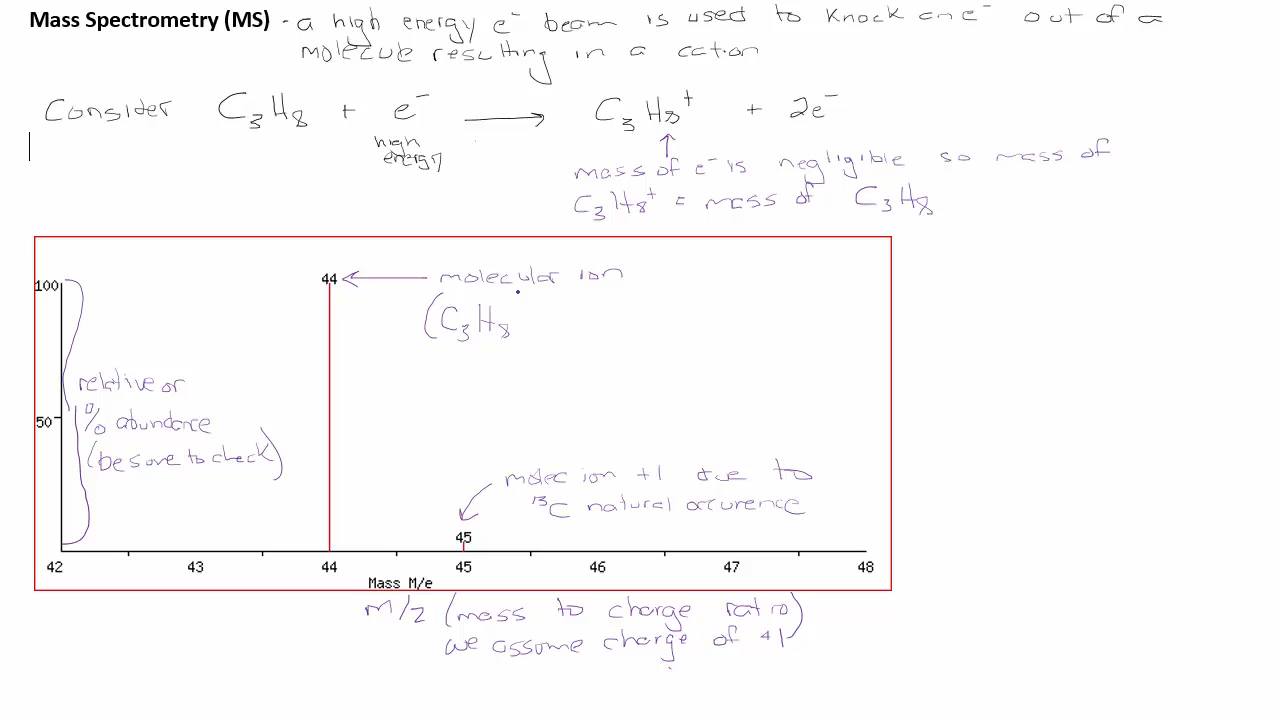 Mass Spectrometry (MS) - a high energy e⁻ beam is used to knock an e⁻ out of a
molecule resulting in a cation
Consider C₃H₈ + e⁻ → C₃H₈⁺ + 2e⁻
high
energy
mass of e⁻ is negligible so mass of
C₃H₈⁺ = mass of C₃H₈
44 ← molecular ion
100
(C₃H₈
relative or
50
% abundance
(be sure to check)
molec ion +1 due to
¹³C natural occurence
45
42 43 44 45 46 47 48
Mass M/e
m/z (mass to charge ratio)
we assume charge of +1